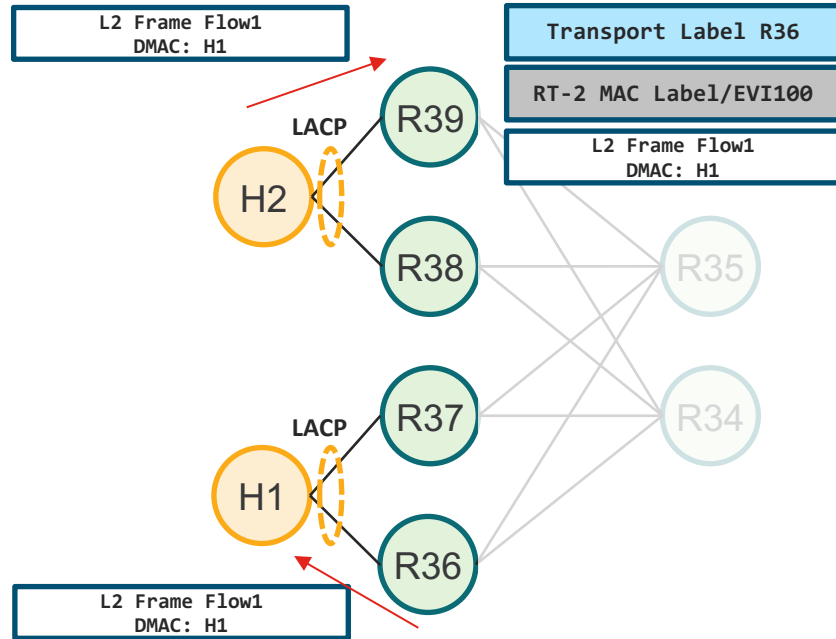 L2 Frame Flow1
DMAC: H1
Transport Label R36
RT-2 MAC Label/EVI100
L2 Frame Flow1
DMAC: H1
LACP
R39
H2
R38
R35
R37
R34
LACP
H1
R36
L2 Frame Flow1
DMAC: H1